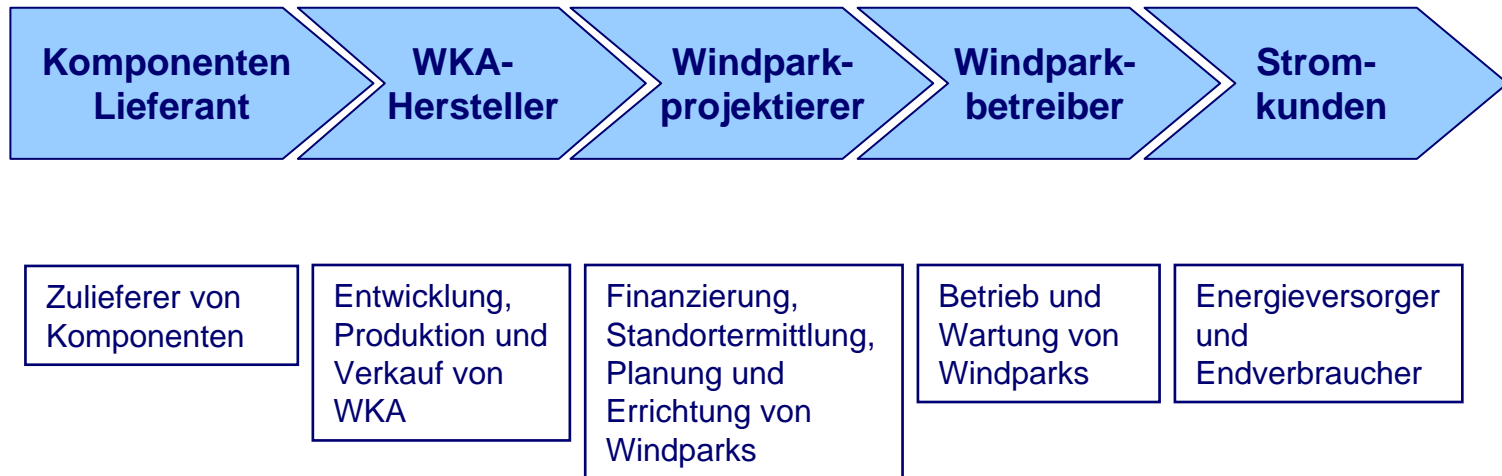 Komponenten
Lieferant
WKA-
Hersteller
Windpark-
projektierer
Windpark-
betreiber
Strom-
kunden
Zulieferer von
Komponenten
Entwicklung,
Produktion und
Verkauf von
WKA
Finanzierung,
Standortermittlung,
Planung und
Errichtung von
Windparks
Betrieb und
Wartung von
Windparks
Energieversorger
und
Endverbraucher